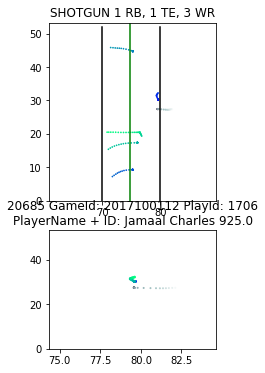 SHOTGUN 1 RB, 1 TE, 3 WR
50
40
30
20
10
0
70 80
20685 GameId: 2017100112 PlayId: 1706
PlayerName + ID: Jamaal Charles 925.0
40
20
0
75.0 77.5 80.0 82.5